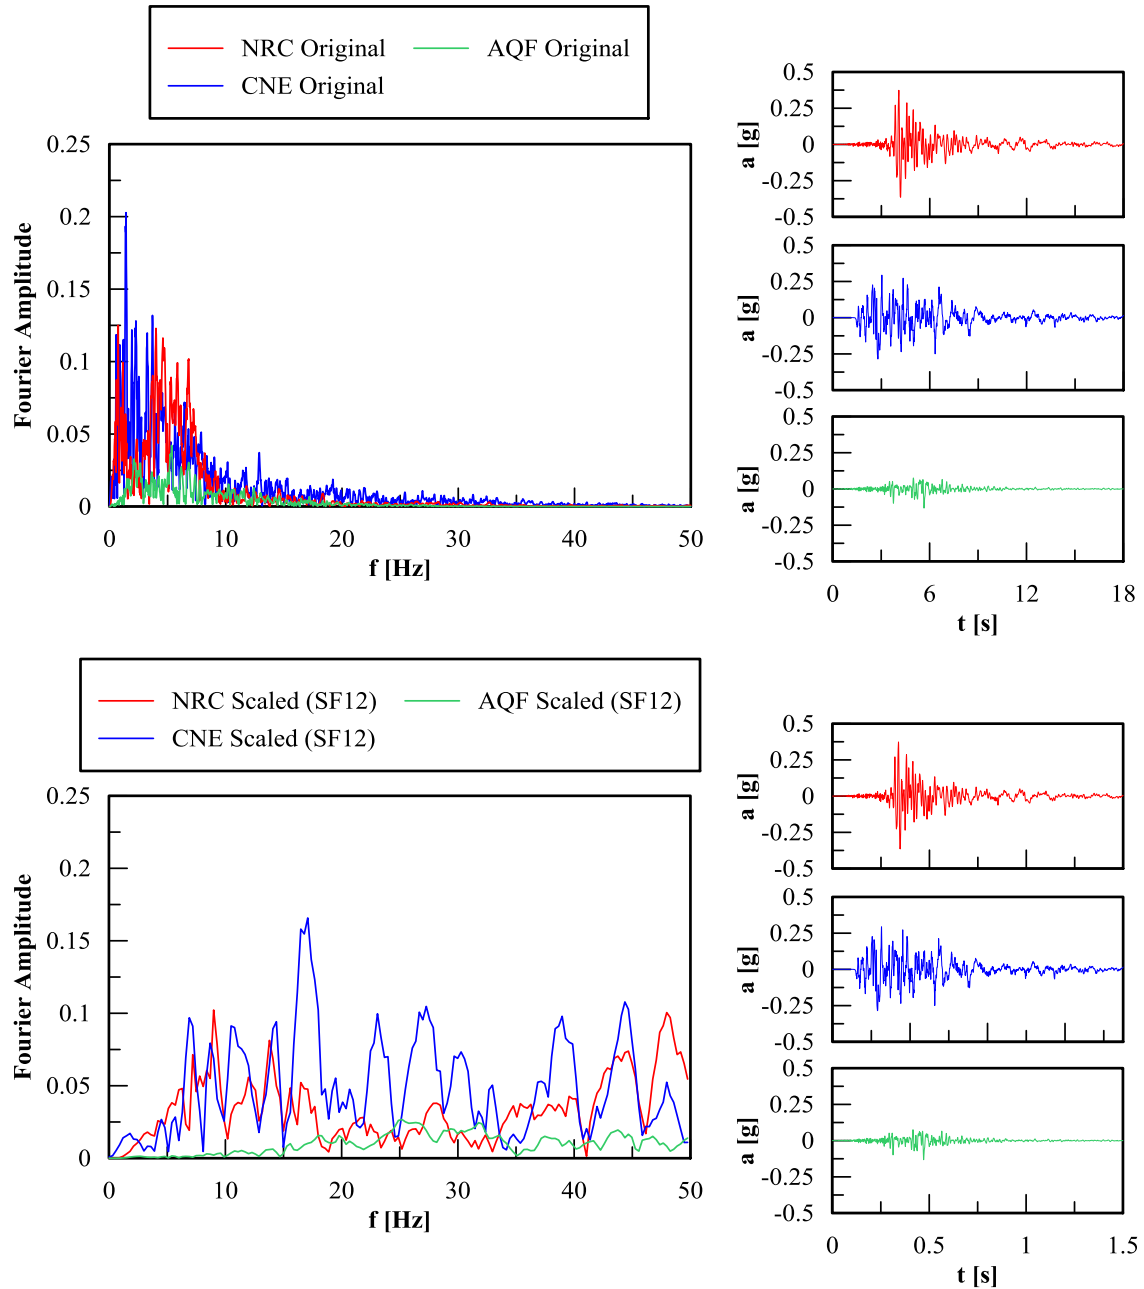 NRC Original AQF Original
CNE Original
0.25
0.2
0.15
0.1
0.05
0
Fourier Amplitude
0 10 20 30 40 50
f [Hz]
0.5
0.25
0
-0.25
-0.5
a [g]
0.5
0.25
0
-0.25
-0.5
a [g]
0.5
0.25
0
-0.25
-0.5
a [g]
0 6 12 18
t [s]
NRC Scaled (SF12) AQF Scaled (SF12)
CNE Scaled (SF12)
0.25
0.2
0.15
0.1
0.05
0
Fourier Amplitude
0 10 20 30 40 50
f [Hz]
0.5
0.25
0
-0.25
-0.5
a [g]
0.5
0.25
0
-0.25
-0.5
a [g]
0.5
0.25
0
-0.25
-0.5
a [g]
0 0.5 1 1.5
t [s]